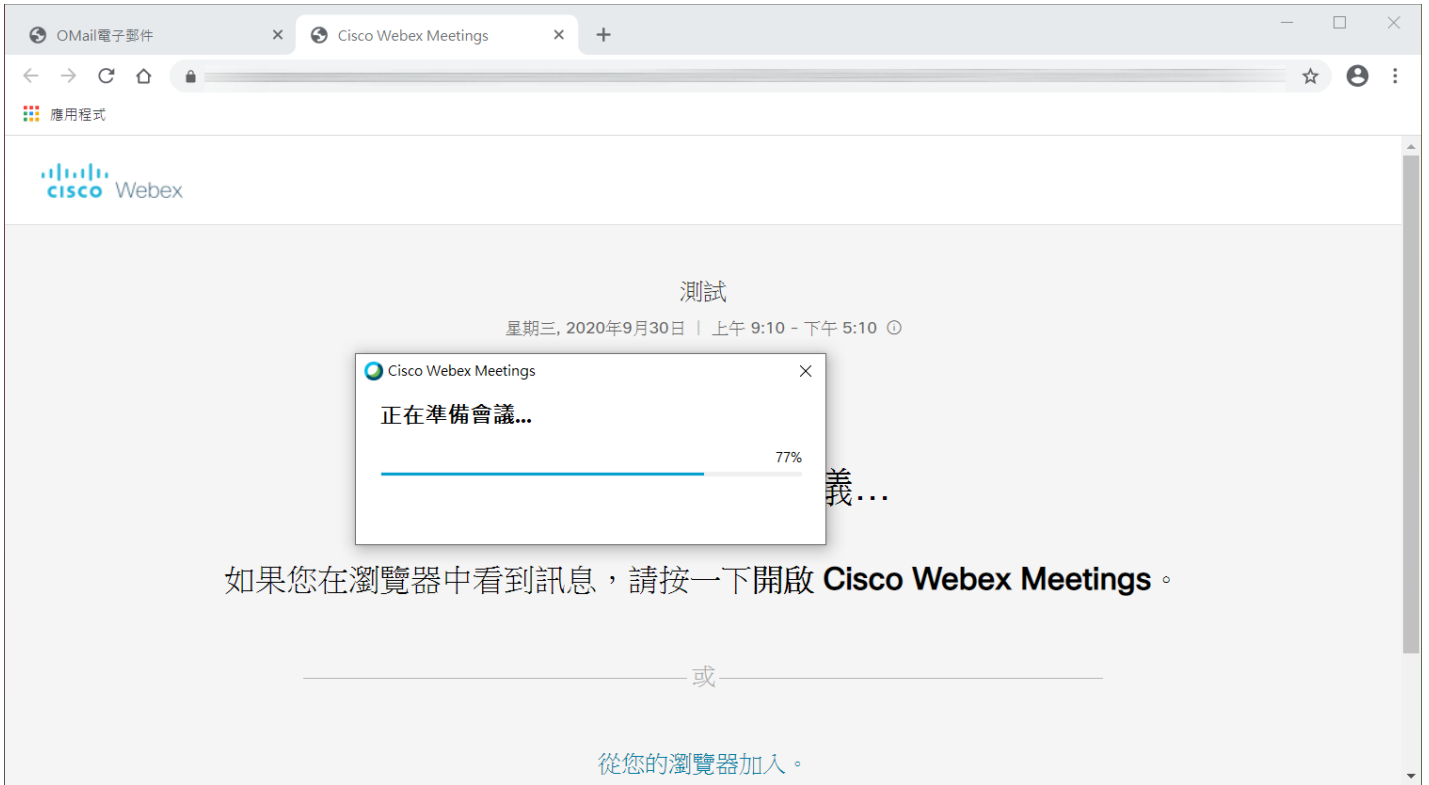 OMail電子郵件
Cisco Webex Meetings
應用程式
CISCO Webex
測試
星期三, 2020年9月30日 | 上午 9:10 - 下午 5:10
Cisco Webex Meetings
正在準備會議...
77%
義...
如果您在瀏覽器中看到訊息，請按一下開啟 Cisco Webex Meetings。
或
從您的瀏覽器加入。